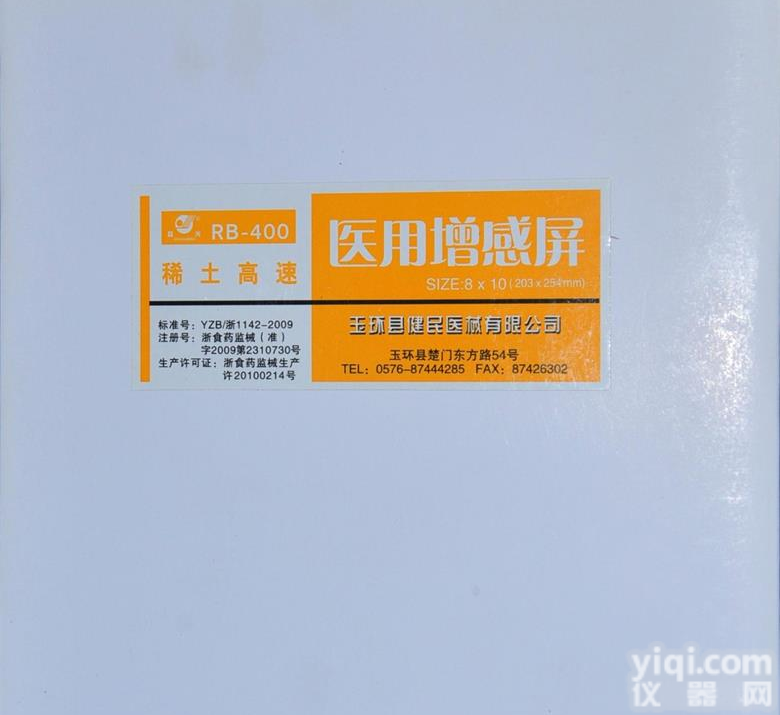 RB-400
稀土高速
医用增感屏
SIZE:8 x 10(203 x 254mm)
标准号：YZB/浙1142-2009
注册号：浙食药监械（准）
字2009第2310730号
生产许可证：浙食药监械生产
许20100214号
玉环县健民医械有限公司
玉环县楚门东方路54号
TEL：0576-87444285 FAX：87426302
yiqi.com
仪器网